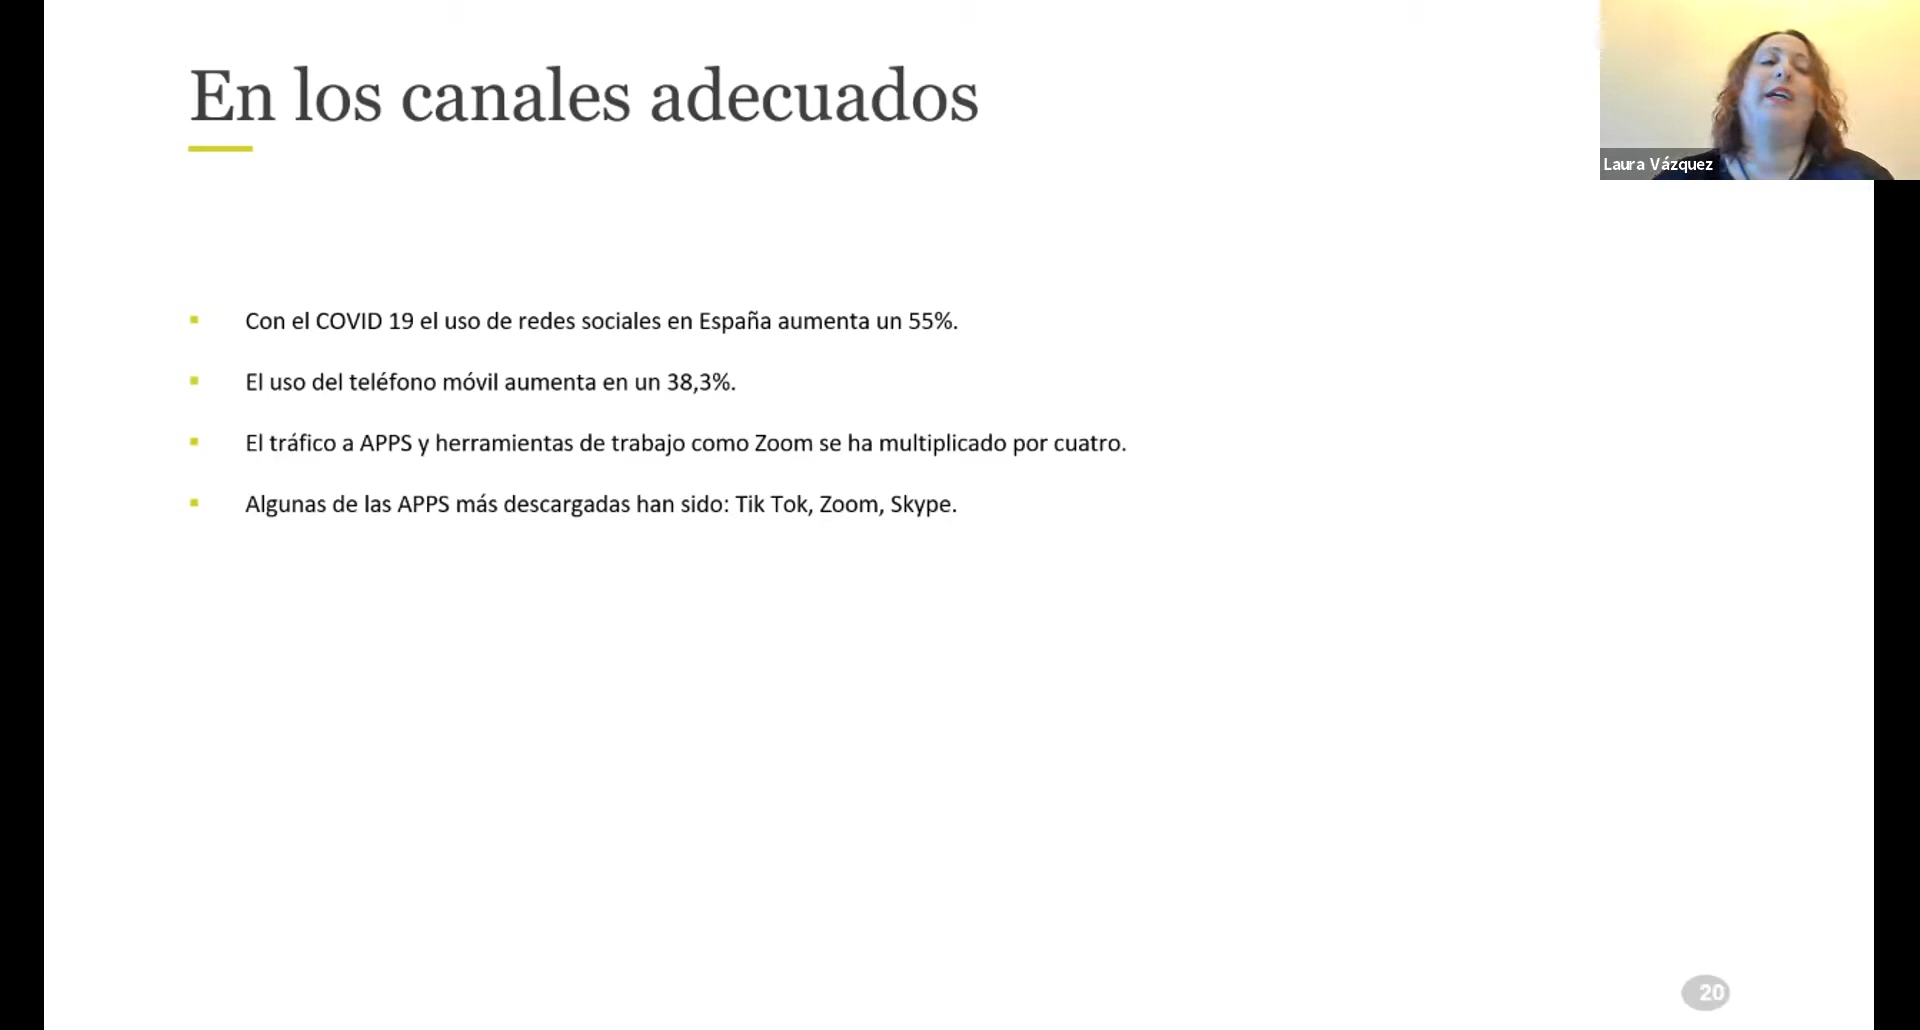 En los canales adecuados
Laura Vázquez
Con el COVID 19 el uso de redes sociales en España aumenta un 55%.
El uso del teléfono móvil aumenta en un 38,3%.
El tráfico a APPS y herramientas de trabajo como Zoom se ha multiplicado por cuatro.
Algunas de las APPS más descargadas han sido: Tik Tok, Zoom, Skype.
20